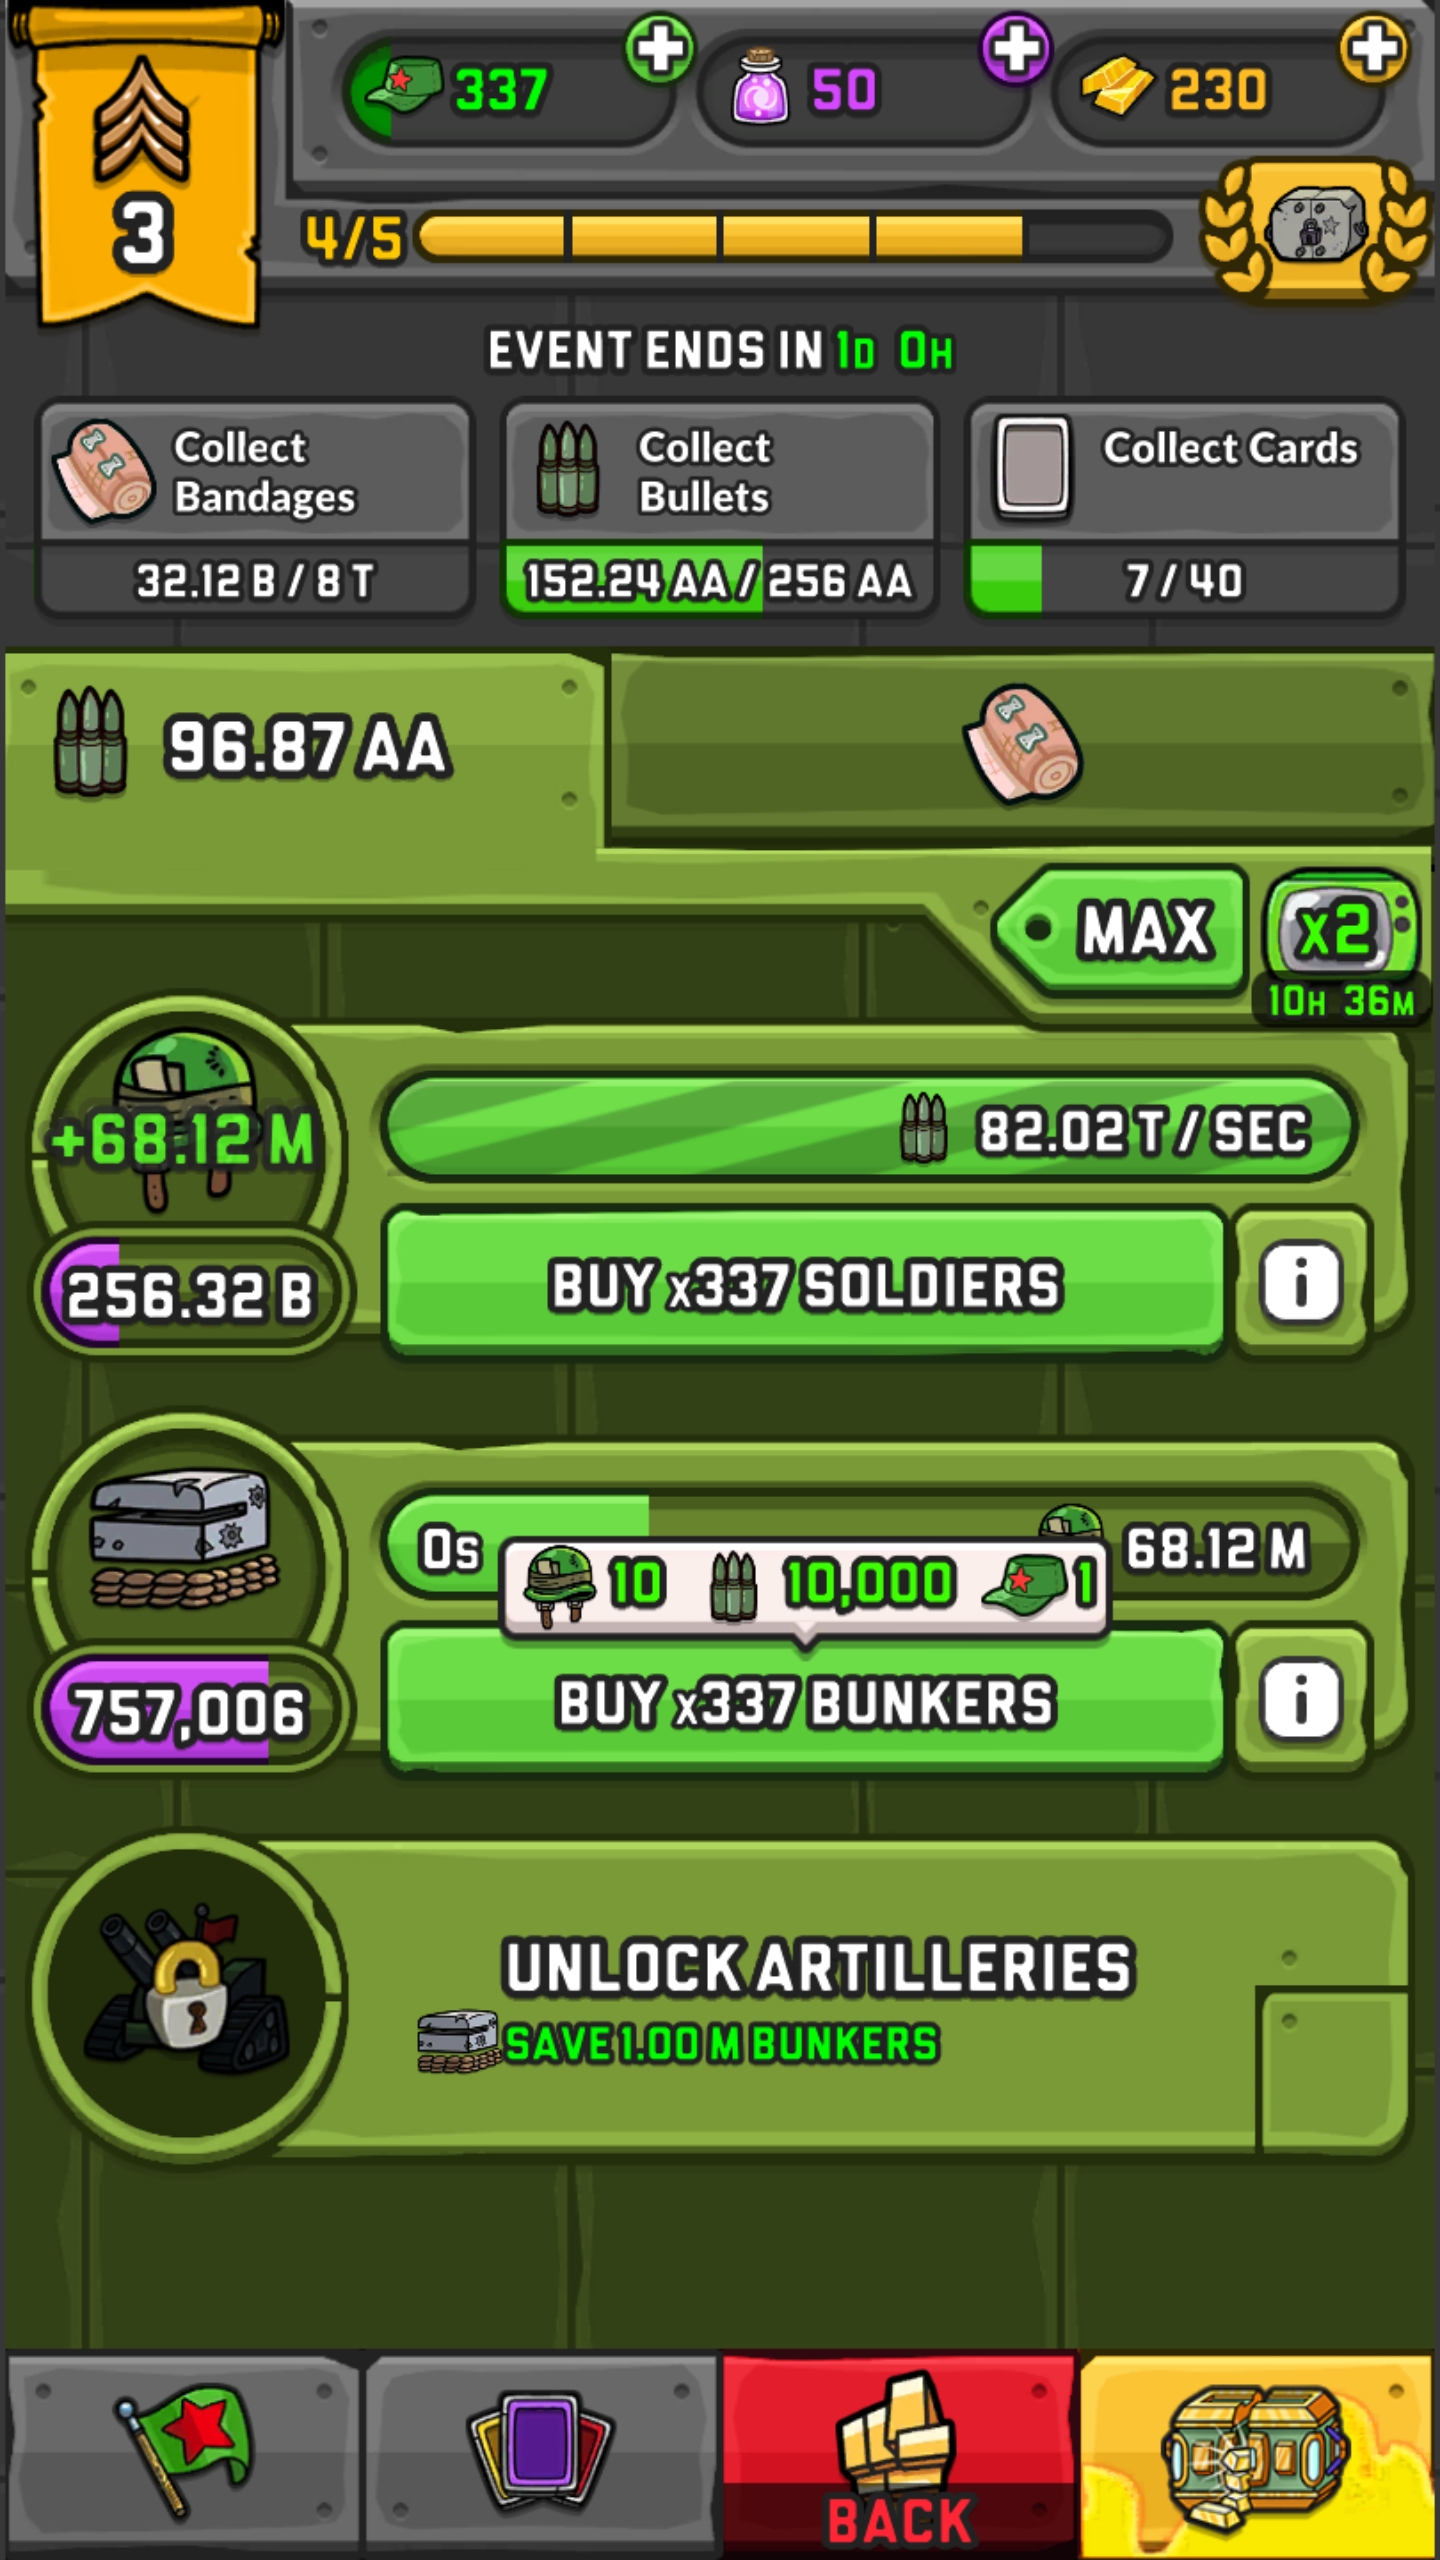 337
50
230
3
4/5
EVENT ENDS IN 1D 0H
Collect
Bandages
32.12 B / 8 T
Collect
Bullets
152.24 AA / 256 AA
Collect Cards
7 / 40
96.87 AA
MAX
x2
10H 36M
+68.12 M
82.02 T / SEC
256.32 B
BUY x337 SOLDIERS
i
0s
68.12 M
10
10,000
1
757,006
BUY x337 BUNKERS
i
UNLOCK ARTILLERIES
SAVE 1.00 M BUNKERS
BACK